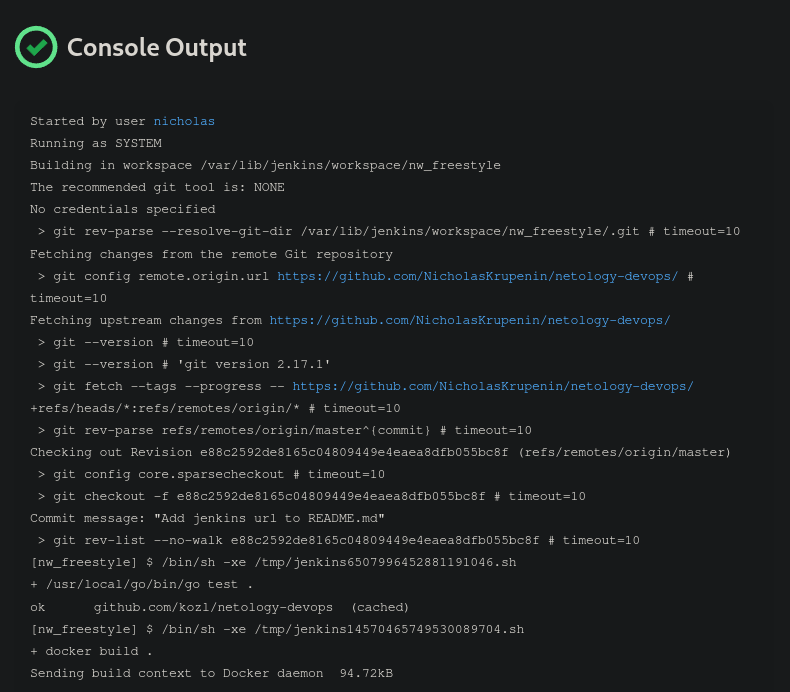 Console Output
Started by user nicholas
Running as SYSTEM
Building in workspace /var/lib/jenkins/workspace/nw_freestyle
The recommended git tool is: NONE
No credentials specified
 > git rev-parse --resolve-git-dir /var/lib/jenkins/workspace/nw_freestyle/.git # timeout=10
Fetching changes from the remote Git repository
 > git config remote.origin.url https://github.com/NicholasKrupenin/netology-devops/ #
timeout=10
Fetching upstream changes from https://github.com/NicholasKrupenin/netology-devops/
 > git --version # timeout=10
 > git --version # 'git version 2.17.1'
 > git fetch --tags --progress -- https://github.com/NicholasKrupenin/netology-devops/
+refs/heads/*:refs/remotes/origin/* # timeout=10
 > git rev-parse refs/remotes/origin/master^{commit} # timeout=10
Checking out Revision e88c2592de8165c04809449e4eaea8dfb055bc8f (refs/remotes/origin/master)
 > git config core.sparsecheckout # timeout=10
 > git checkout -f e88c2592de8165c04809449e4eaea8dfb055bc8f # timeout=10
Commit message: "Add jenkins url to README.md"
 > git rev-list --no-walk e88c2592de8165c04809449e4eaea8dfb055bc8f # timeout=10
[nw_freestyle] $ /bin/sh -xe /tmp/jenkins6507996452881191046.sh
+ /usr/local/go/bin/go test .
ok  	github.com/kozl/netology-devops	(cached)
[nw_freestyle] $ /bin/sh -xe /tmp/jenkins14570465749530089704.sh
+ docker build .
Sending build context to Docker daemon  94.72kB